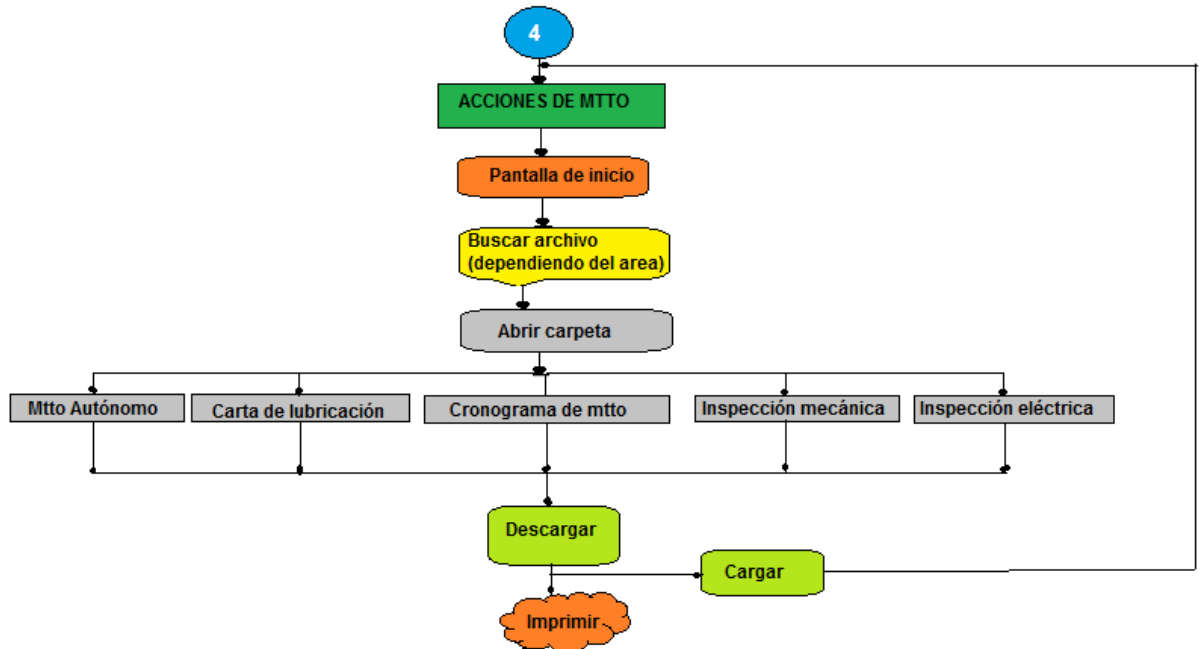 4
ACCIONES DE MTTO
Pantalla de inicio
Buscar archivo
(dependiendo del area)
Abrir carpeta
Mtto Autónomo
Carta de lubricación
Cronograma de mtto
Inspección mecánica
Inspección eléctrica
Descargar
Cargar
Imprimir